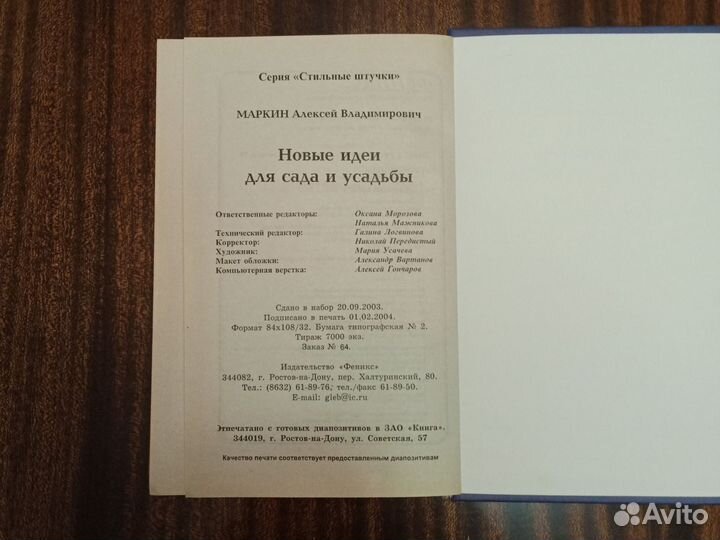 Серия «Стильные штучки»
МАРКИН Алексей Владимирович
Новые идеи
для сада и усадьбы
Ответственные редакторы: Оксана Морозова
Наталья Мажникова
Технический редактор: Галина Логвинова
Корректор: Николай Передистый
Художник: Мария Усачева
Макет обложки: Александр Вартанов
Компьютерная верстка: Алексей Гончаров
Сдано в набор 20.09.2003.
Подписано в печать 01.02.2004.
Формат 84х108/32. Бумага типографская № 2.
Тираж 7000 экз.
Заказ № 64.
Издательство «Феникс»
344082, г. Ростов-на-Дону, пер. Халтуринский, 80.
Тел.: (8632) 61-89-76, тел./факс 61-89-50.
E-mail: gleb@ic.ru
Отпечатано с готовых диапозитивов в ЗАО «Книга».
344019, г. Ростов-на-Дону, ул. Советская, 57
Качество печати соответствует предоставленным диапозитивам
Avito